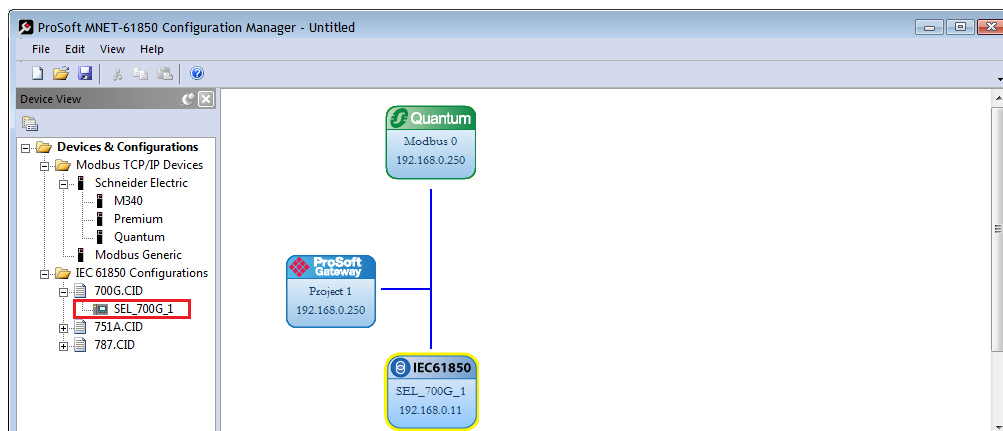 ProSoft MNET-61850 Configuration Manager - Untitled
File Edit View Help
Device View
Devices & Configurations
Modbus TCP/IP Devices
Schneider Electric
M340
Premium
Quantum
Modbus Generic
IEC 61850 Configurations
700G.CID
SEL_700G_1
751A.CID
787.CID
Quantum
Modbus 0
192.168.0.250
ProSoft
Gateway
Project 1
192.168.0.250
IEC61850
SEL_700G_1
192.168.0.11